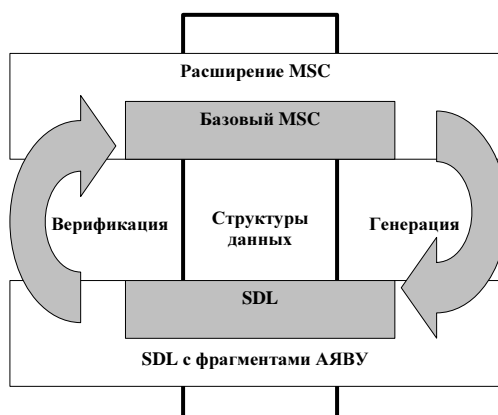 Расширение MSC
Базовый MSC
Верификация
Структуры
данных
Генерация
SDL
SDL с фрагментами АЯВУ